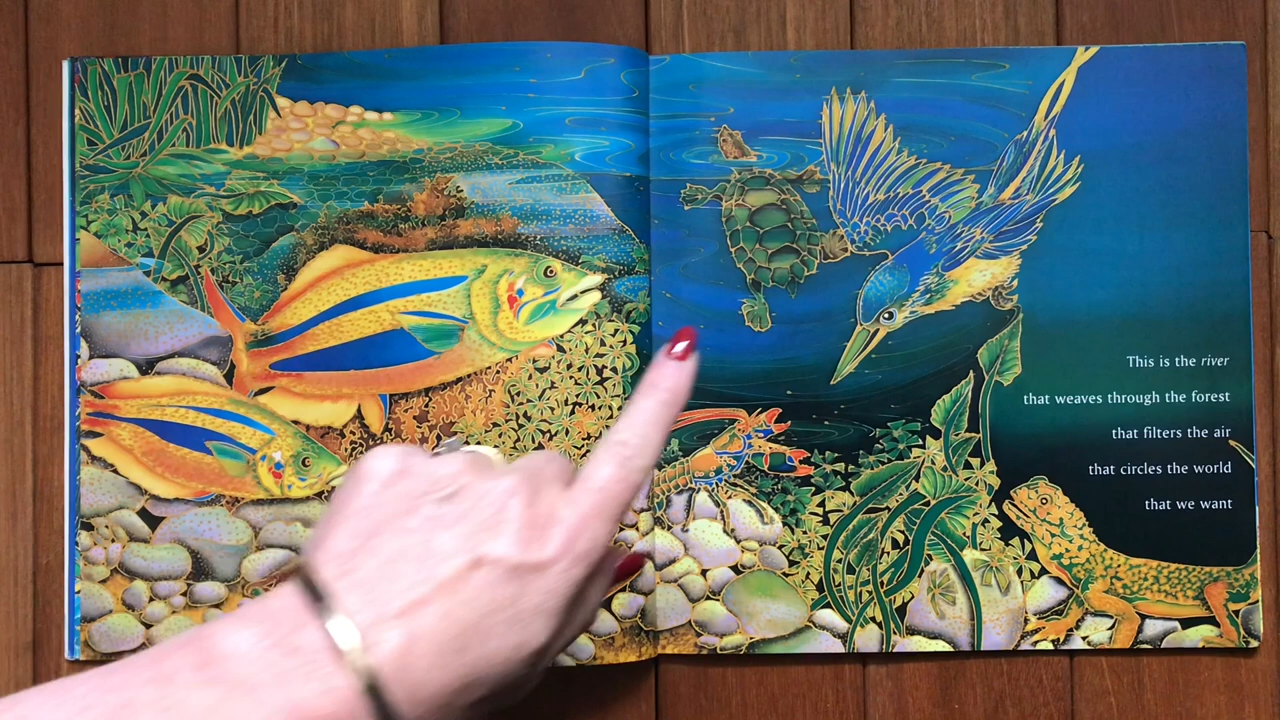 This is the river
that weaves through the forest
that filters the air
that circles the world
that we want